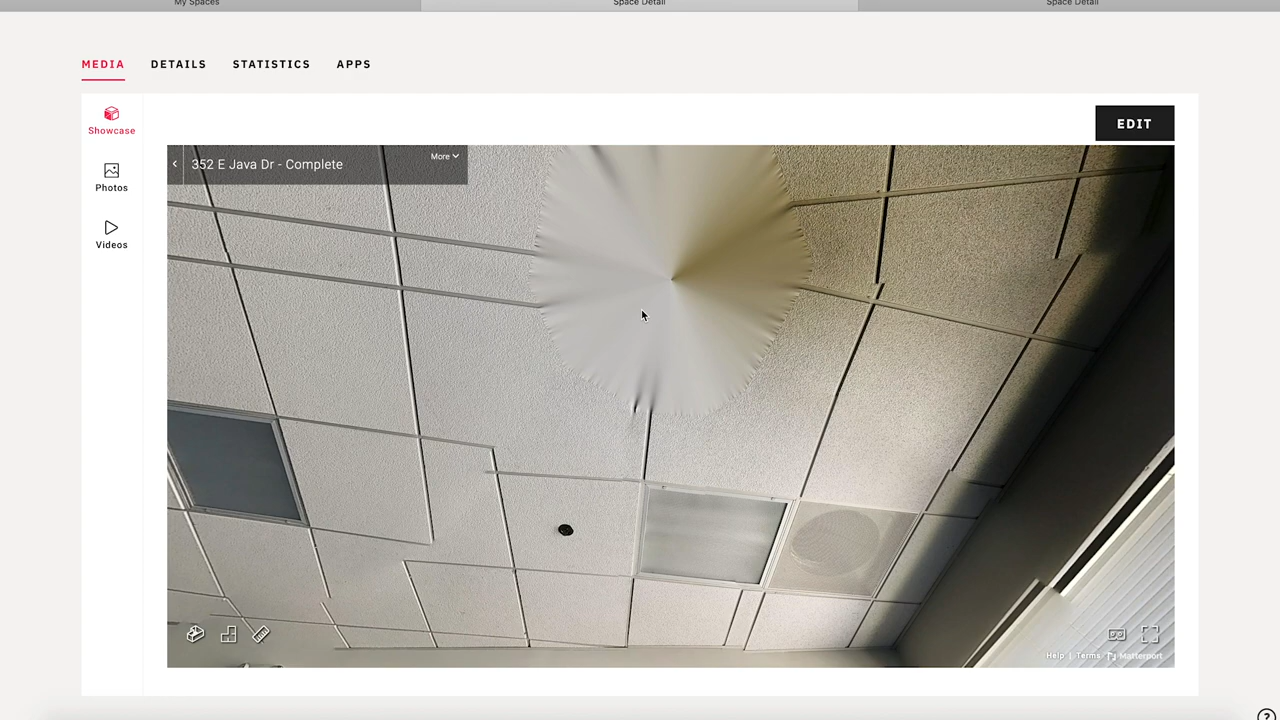 My Spaces
Space Detail
Space Detail
MEDIA DETAILS STATISTICS APPS
Showcase
Photos
Videos
EDIT
352 E Java Dr - Complete
More
Help | Terms
Matterport
?